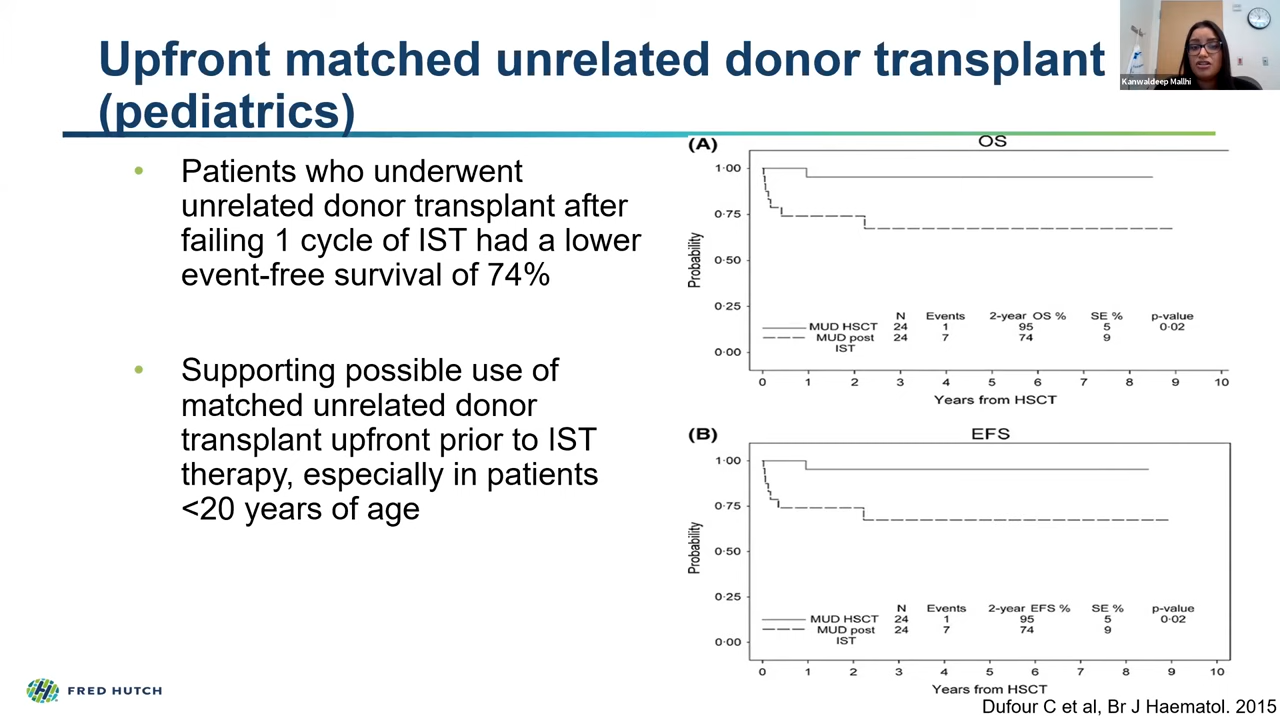 Upfront matched unrelated donor transplant
(pediatrics)
Kanwaldeep Mallhi
• Patients who underwent
unrelated donor transplant after
failing 1 cycle of IST had a lower
event-free survival of 74%
• Supporting possible use of
matched unrelated donor
transplant upfront prior to IST
therapy, especially in patients
<20 years of age
(A) OS
Probability
1·00
0·75
0·50
0·25
0·00
N Events 2-year OS % SE % p-value
MUD HSCT 24 1 95 5 0·02
MUD post 24 7 74 9
IST
0 1 2 3 4 5 6 7 8 9 10
Years from HSCT
(B) EFS
Probability
1·00
0·75
0·50
0·25
0·00
N Events 2-year EFS % SE % p-value
MUD HSCT 24 1 95 5 0·02
MUD post 24 7 74 9
IST
0 1 2 3 4 5 6 7 8 9 10
Years from HSCT
FRED HUTCH
Dufour C et al, Br J Haematol. 2015